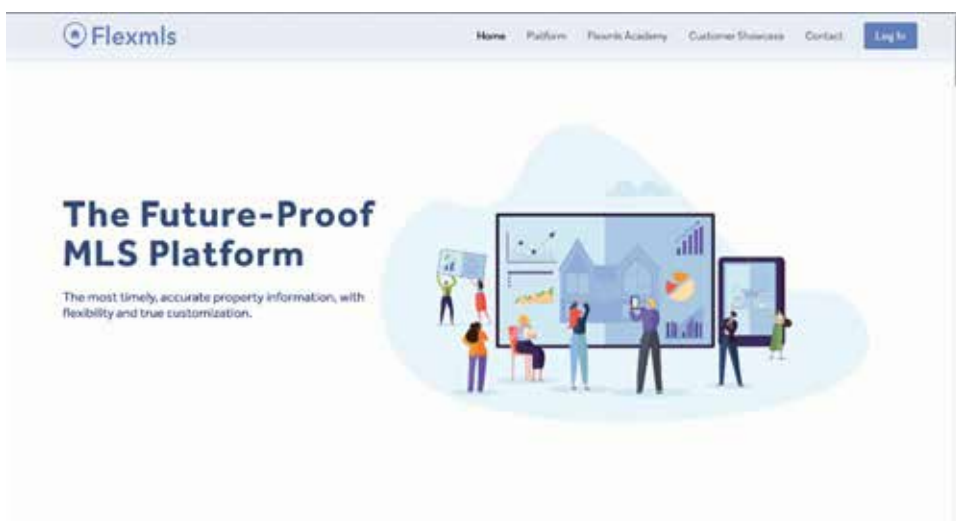 Flexmls
Home Platform Flexmls Academy Customer Showcase Contact Log In
The Future-Proof
MLS Platform
The most timely, accurate property information, with
flexibility and true customization.